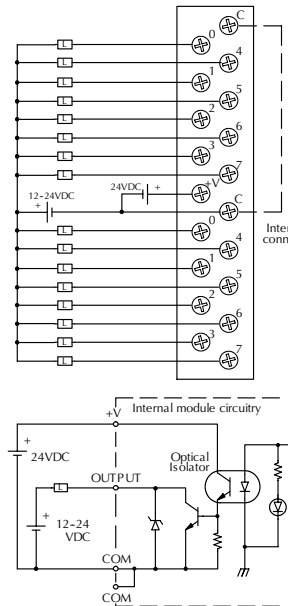 C
L 0
L 4
L 1
L 5
L 2
L 6
L 3
L 7
24VDC + +V
12-24VDC
+ C
Inter
conn
L 0
L 4
L 1
L 5
L 2
L 6
L 3
L 7
+V Internal module circuitry
+
24VDC
Optical
Isolator
OUTPUT
L
+
12-24
VDC
COM
COM